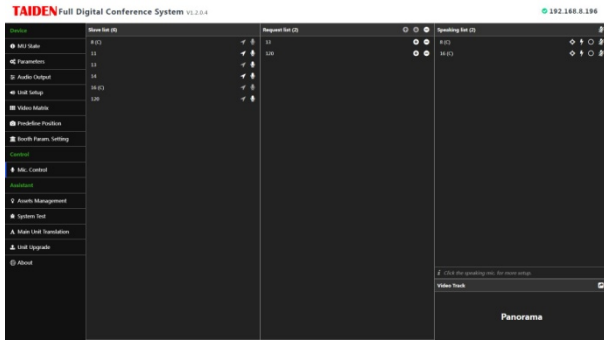 TAIDEN Full Digital Conference System V1.2.0.4
192.168.8.196
Device
MU State
Parameters
Audio Output
Unit Setup
Video Matrix
Predefine Position
Booth Param. Setting
Control
Mic. Control
Assistant
Assets Management
System Test
Main Unit Translation
Unit Upgrade
About
Slave list (6)
8 (C)
11
13
14
16 (C)
120
Request list (2)
13
120
Speaking list (2)
8 (C)
16 (C)
Click the speaking mic. for more setup.
Video Track
Panorama